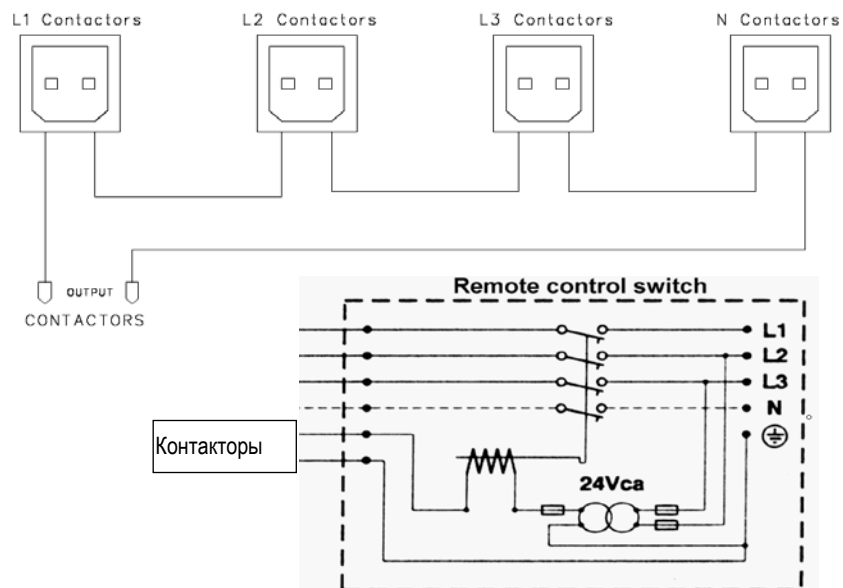 L1 Contactors
L2 Contactors
L3 Contactors
N Contactors
OUTPUT
CONTACTORS
Remote control switch
L1
L2
L3
N
Контакторы
24Vca